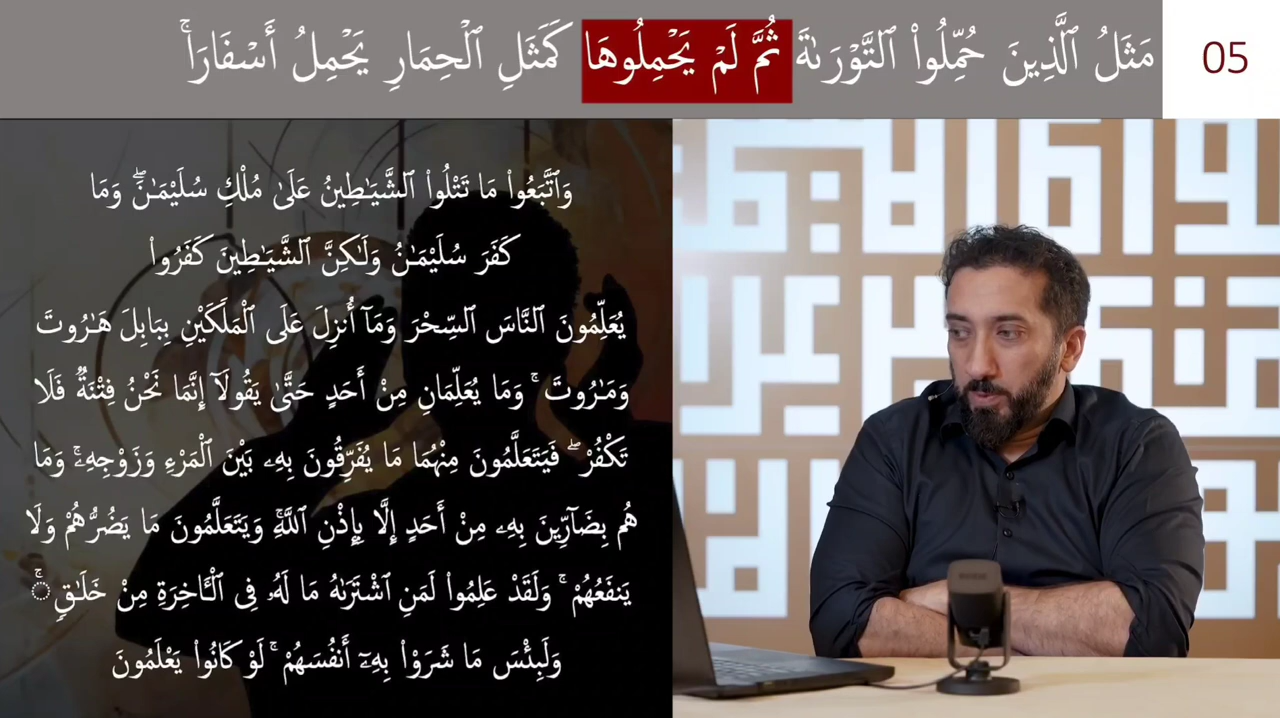 مَثَلُ ٱلَّذِينَ حُمِّلُوا۟ ٱلتَّوْرَىٰةَ ثُمَّ لَمْ يَحْمِلُوهَا كَمَثَلِ ٱلْحِمَارِ يَحْمِلُ أَسْفَارًۢا ۚ
05
وَٱتَّبَعُوا۟ مَا تَتْلُوا۟ ٱلشَّيَـٰطِينُ عَلَىٰ مُلْكِ سُلَيْمَـٰنَ ۖ وَمَا
كَفَرَ سُلَيْمَـٰنُ وَلَـٰكِنَّ ٱلشَّيَـٰطِينَ كَفَرُوا۟
يُعَلِّمُونَ ٱلنَّاسَ ٱلسِّحْرَ وَمَآ أُنزِلَ عَلَى ٱلْمَلَكَيْنِ بِبَابِلَ هَـٰرُوتَ
وَمَـٰرُوتَ ۚ وَمَا يُعَلِّمَانِ مِنْ أَحَدٍ حَتَّىٰ يَقُولَآ إِنَّمَا نَحْنُ فِتْنَةٌ فَلَا
تَكْفُرْ ۖ فَيَتَعَلَّمُونَ مِنْهُمَا مَا يُفَرِّقُونَ بِهِۦ بَيْنَ ٱلْمَرْءِ وَزَوْجِهِۦ ۚ وَمَا
هُم بِضَآرِّينَ بِهِۦ مِنْ أَحَدٍ إِلَّا بِإِذْنِ ٱللَّهِ ۚ وَيَتَعَلَّمُونَ مَا يَضُرُّهُمْ وَلَا
يَنفَعُهُمْ ۚ وَلَقَدْ عَلِمُوا۟ لَمَنِ ٱشْتَرَىٰهُ مَا لَهُۥ فِى ٱلْـَٔاخِرَةِ مِنْ خَلَـٰقٍ ۚ
وَلَبِئْسَ مَا شَرَوْا۟ بِهِۦٓ أَنفُسَهُمْ ۚ لَوْ كَانُوا۟ يَعْلَمُونَ